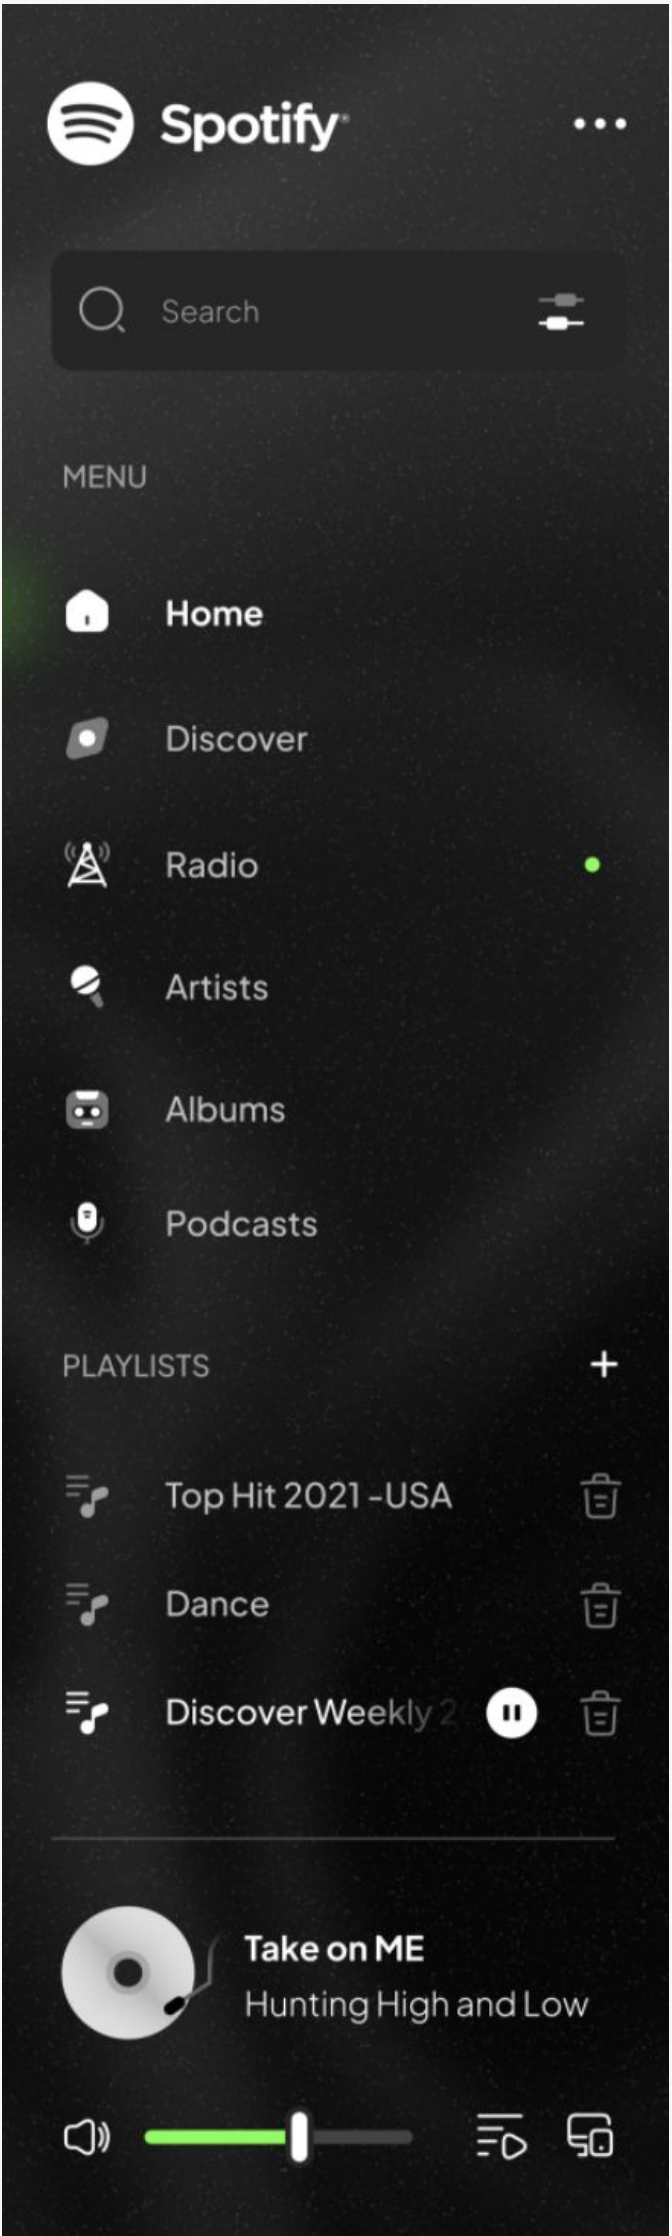 Spotify®
Search
MENU
Home
Discover
Radio
Artists
Albums
Podcasts
PLAYLISTS
Top Hit 2021 -USA
Dance
Discover Weekly 2
Take on ME
Hunting High and Low